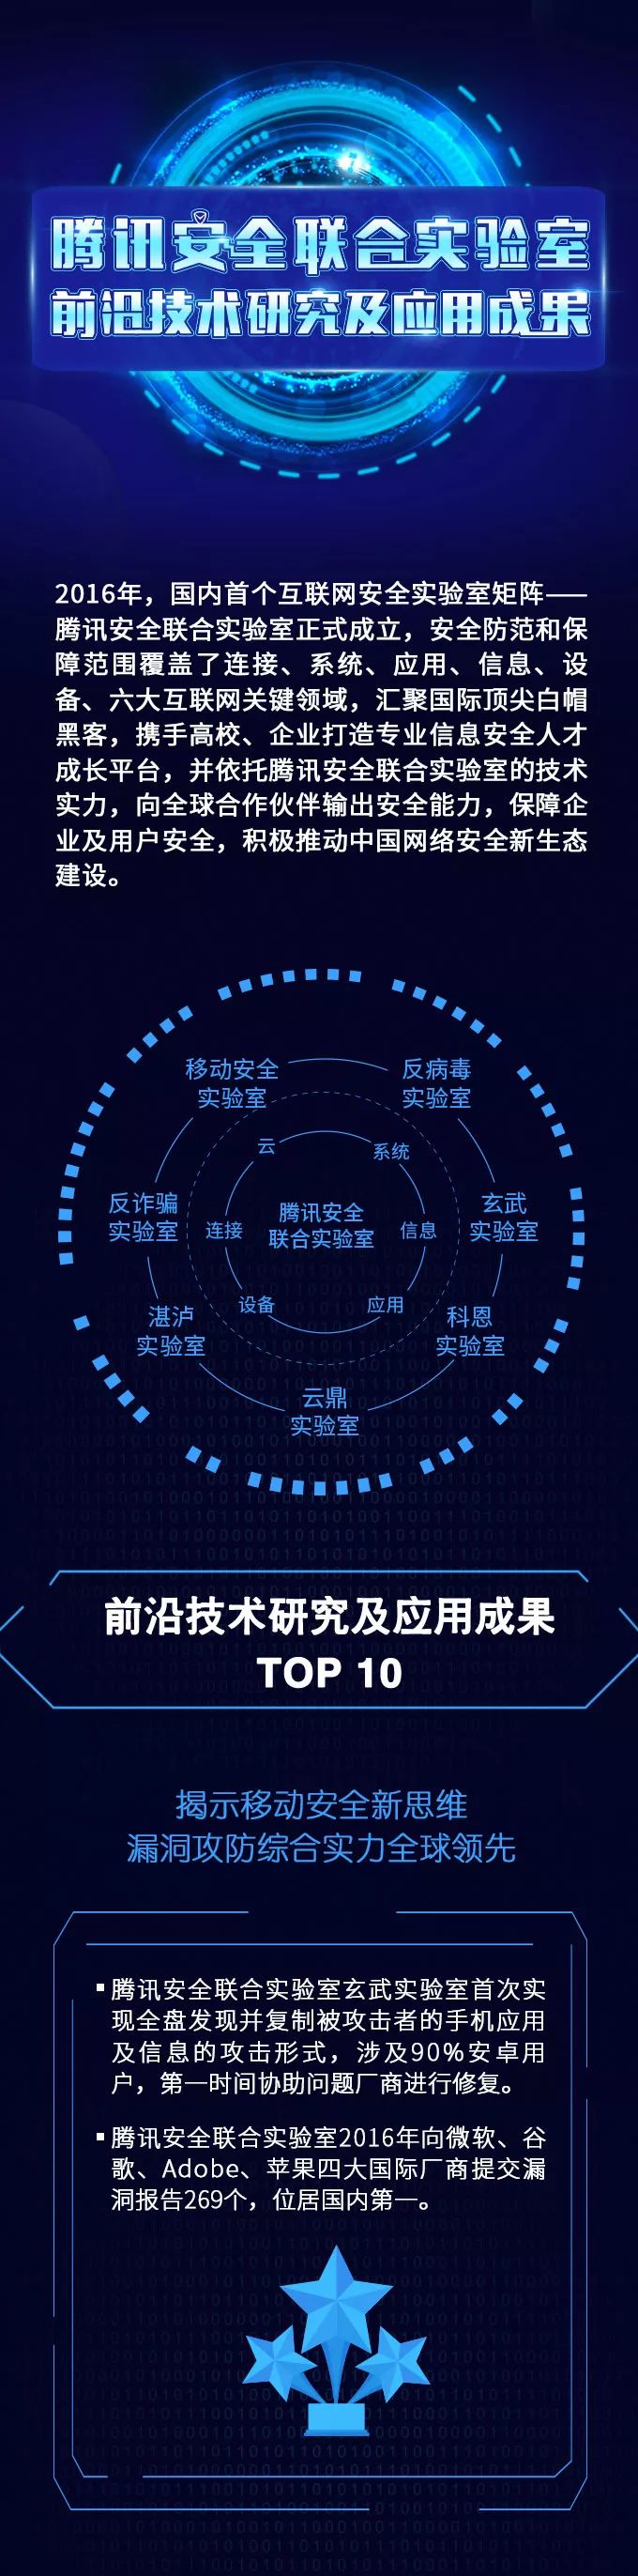 腾讯安全联合实验室
前沿技术研究及应用成果
2016年，国内首个互联网安全实验室矩阵——
腾讯安全联合实验室正式成立，安全防范和保
障范围覆盖了连接、系统、应用、信息、设
备、六大互联网关键领域，汇聚国际顶尖白帽
黑客，携手高校、企业打造专业信息安全人才
成长平台，并依托腾讯安全联合实验室的技术
实力，向全球合作伙伴输出安全能力，保障企
业及用户安全，积极推动中国网络安全新生态
建设。
移动安全
实验室
反病毒
实验室
云
系统
反诈骗
实验室
连接
腾讯安全
联合实验室
信息
玄武
实验室
设备
应用
湛泸
实验室
科恩
实验室
云鼎
实验室
前沿技术研究及应用成果
TOP 10
揭示移动安全新思维
漏洞攻防综合实力全球领先
腾讯安全联合实验室玄武实验室首次实
现全盘发现并复制被攻击者的手机应用
及信息的攻击形式，涉及90%安卓用
户，第一时间协助问题厂商进行修复。
腾讯安全联合实验室2016年向微软、谷
歌、Adobe、苹果四大国际厂商提交漏
洞报告269个，位居国内第一。